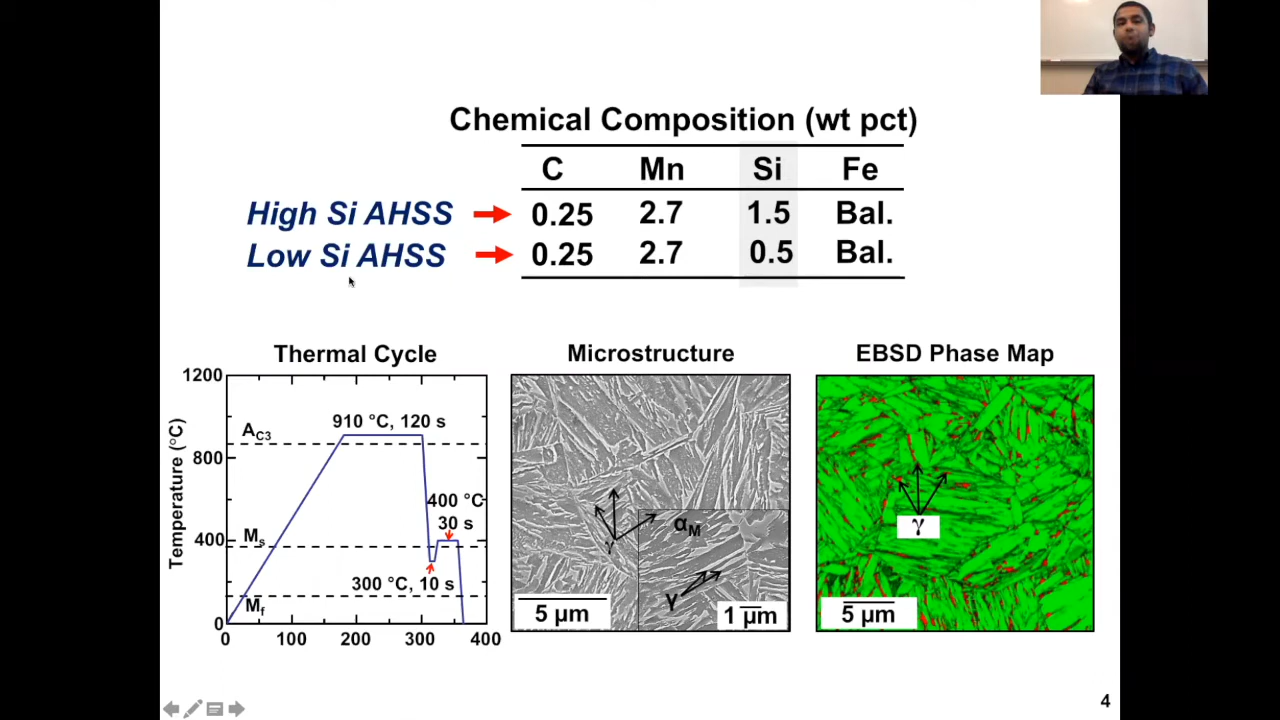 Chemical Composition (wt pct)
C Mn Si Fe
High Si AHSS 0.25 2.7 1.5 Bal.
Low Si AHSS 0.25 2.7 0.5 Bal.
Thermal Cycle
Temperature (°C)
1200
800
400
0
0 100 200 300 400
AC3
Ms
Mf
910 °C, 120 s
400 °C
30 s
300 °C, 10 s
Microstructure
γ
αM
γ
5 µm
1 µm
EBSD Phase Map
γ
5 µm
4